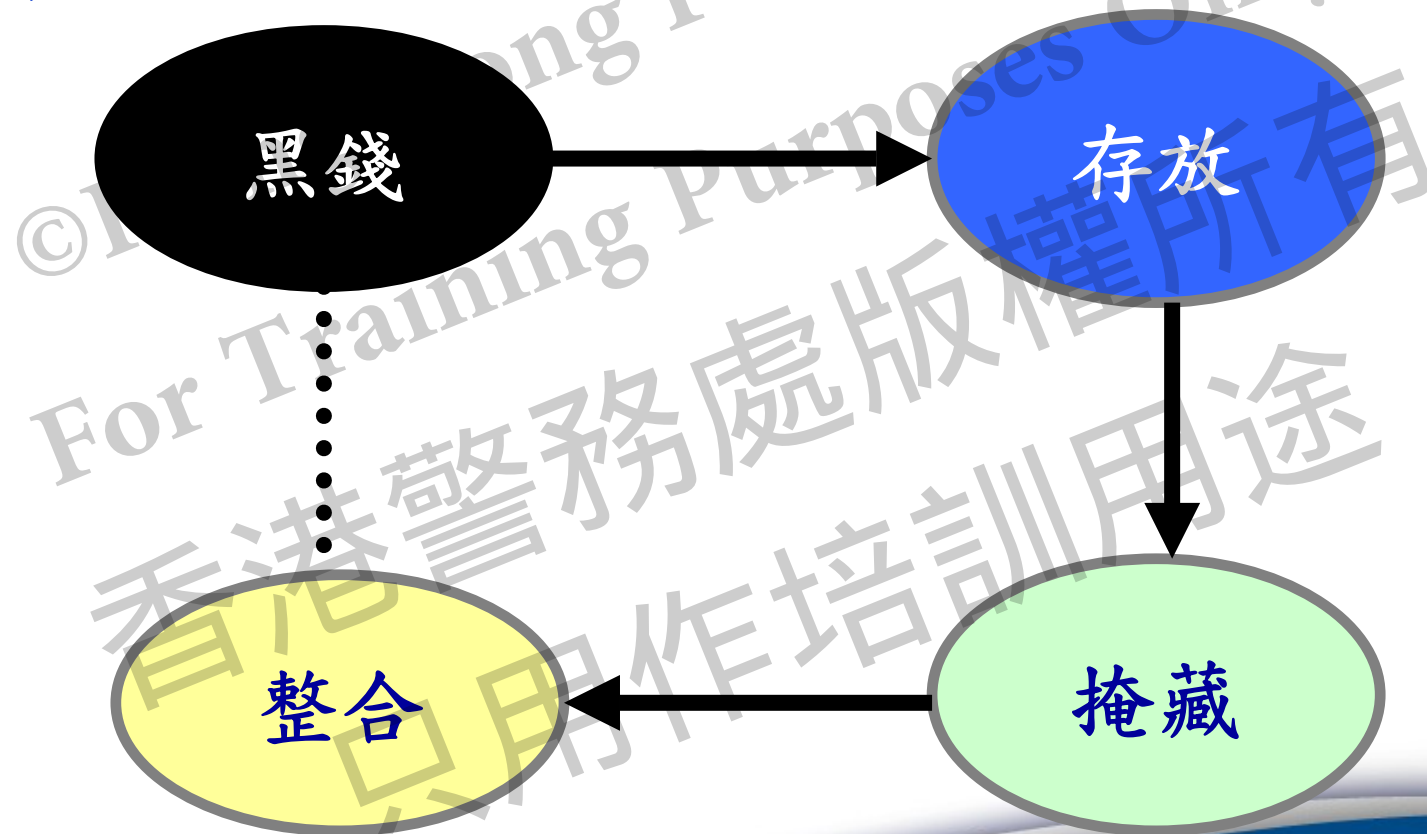 黑錢
存放
掩藏
整合
For Training Purposes Only
香港警務處版權所有
只用作培訓用途